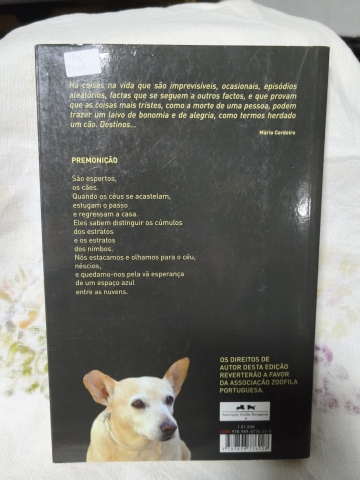 Há coisas na vida que são imprevisíveis, ocasionais, episódios
aleatórios, factos que se seguem a outros factos, e que provam
que as coisas mais tristes, como a morte de uma pessoa, podem
trazer um laivo de bonomia e de alegria, como termos herdado
um cão. Destinos...
Mário Cordeiro
PREMONIÇÃO
São espertos,
os cães.
Quando os céus se acastelam,
estugam o passo
e regressam a casa.
Eles sabem distinguir os cúmulos
dos estratos
e os estratos
dos nimbos.
Nós estacamos e olhamos para o céu,
néscios,
e quedamo-nos pela vã esperança
de um espaço azul
entre as nuvens.
OS DIREITOS DE
AUTOR DESTA EDIÇÃO
REVERTERÃO A FAVOR
DA ASSOCIAÇÃO ZOÓFILA
PORTUGUESA.
Associação Zoófila Portuguesa